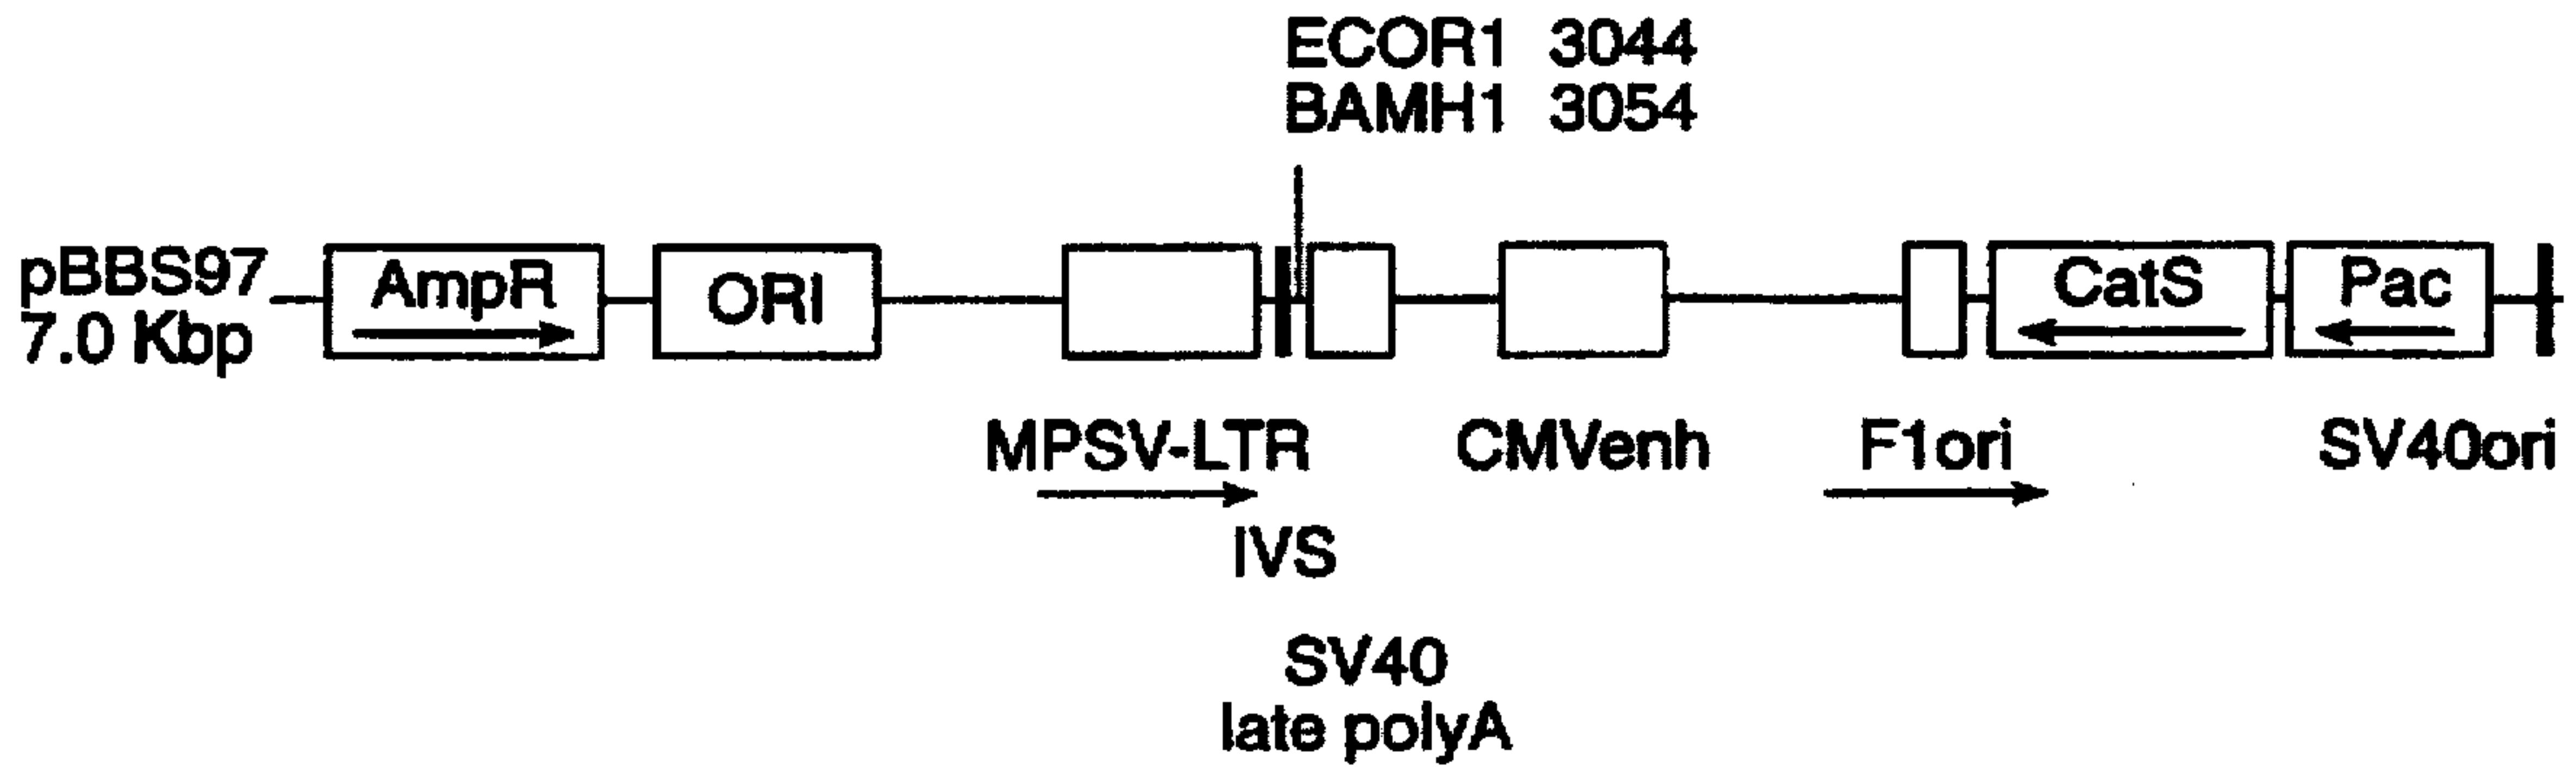 ECOR1 3044
BAMH1 3054
pBBS97
7.0 Kbp
AmpR
ORI
CatS
Pac
MPSV-LTR
CMVenh
F1ori
SV40ori
IVS
SV40
late polyA